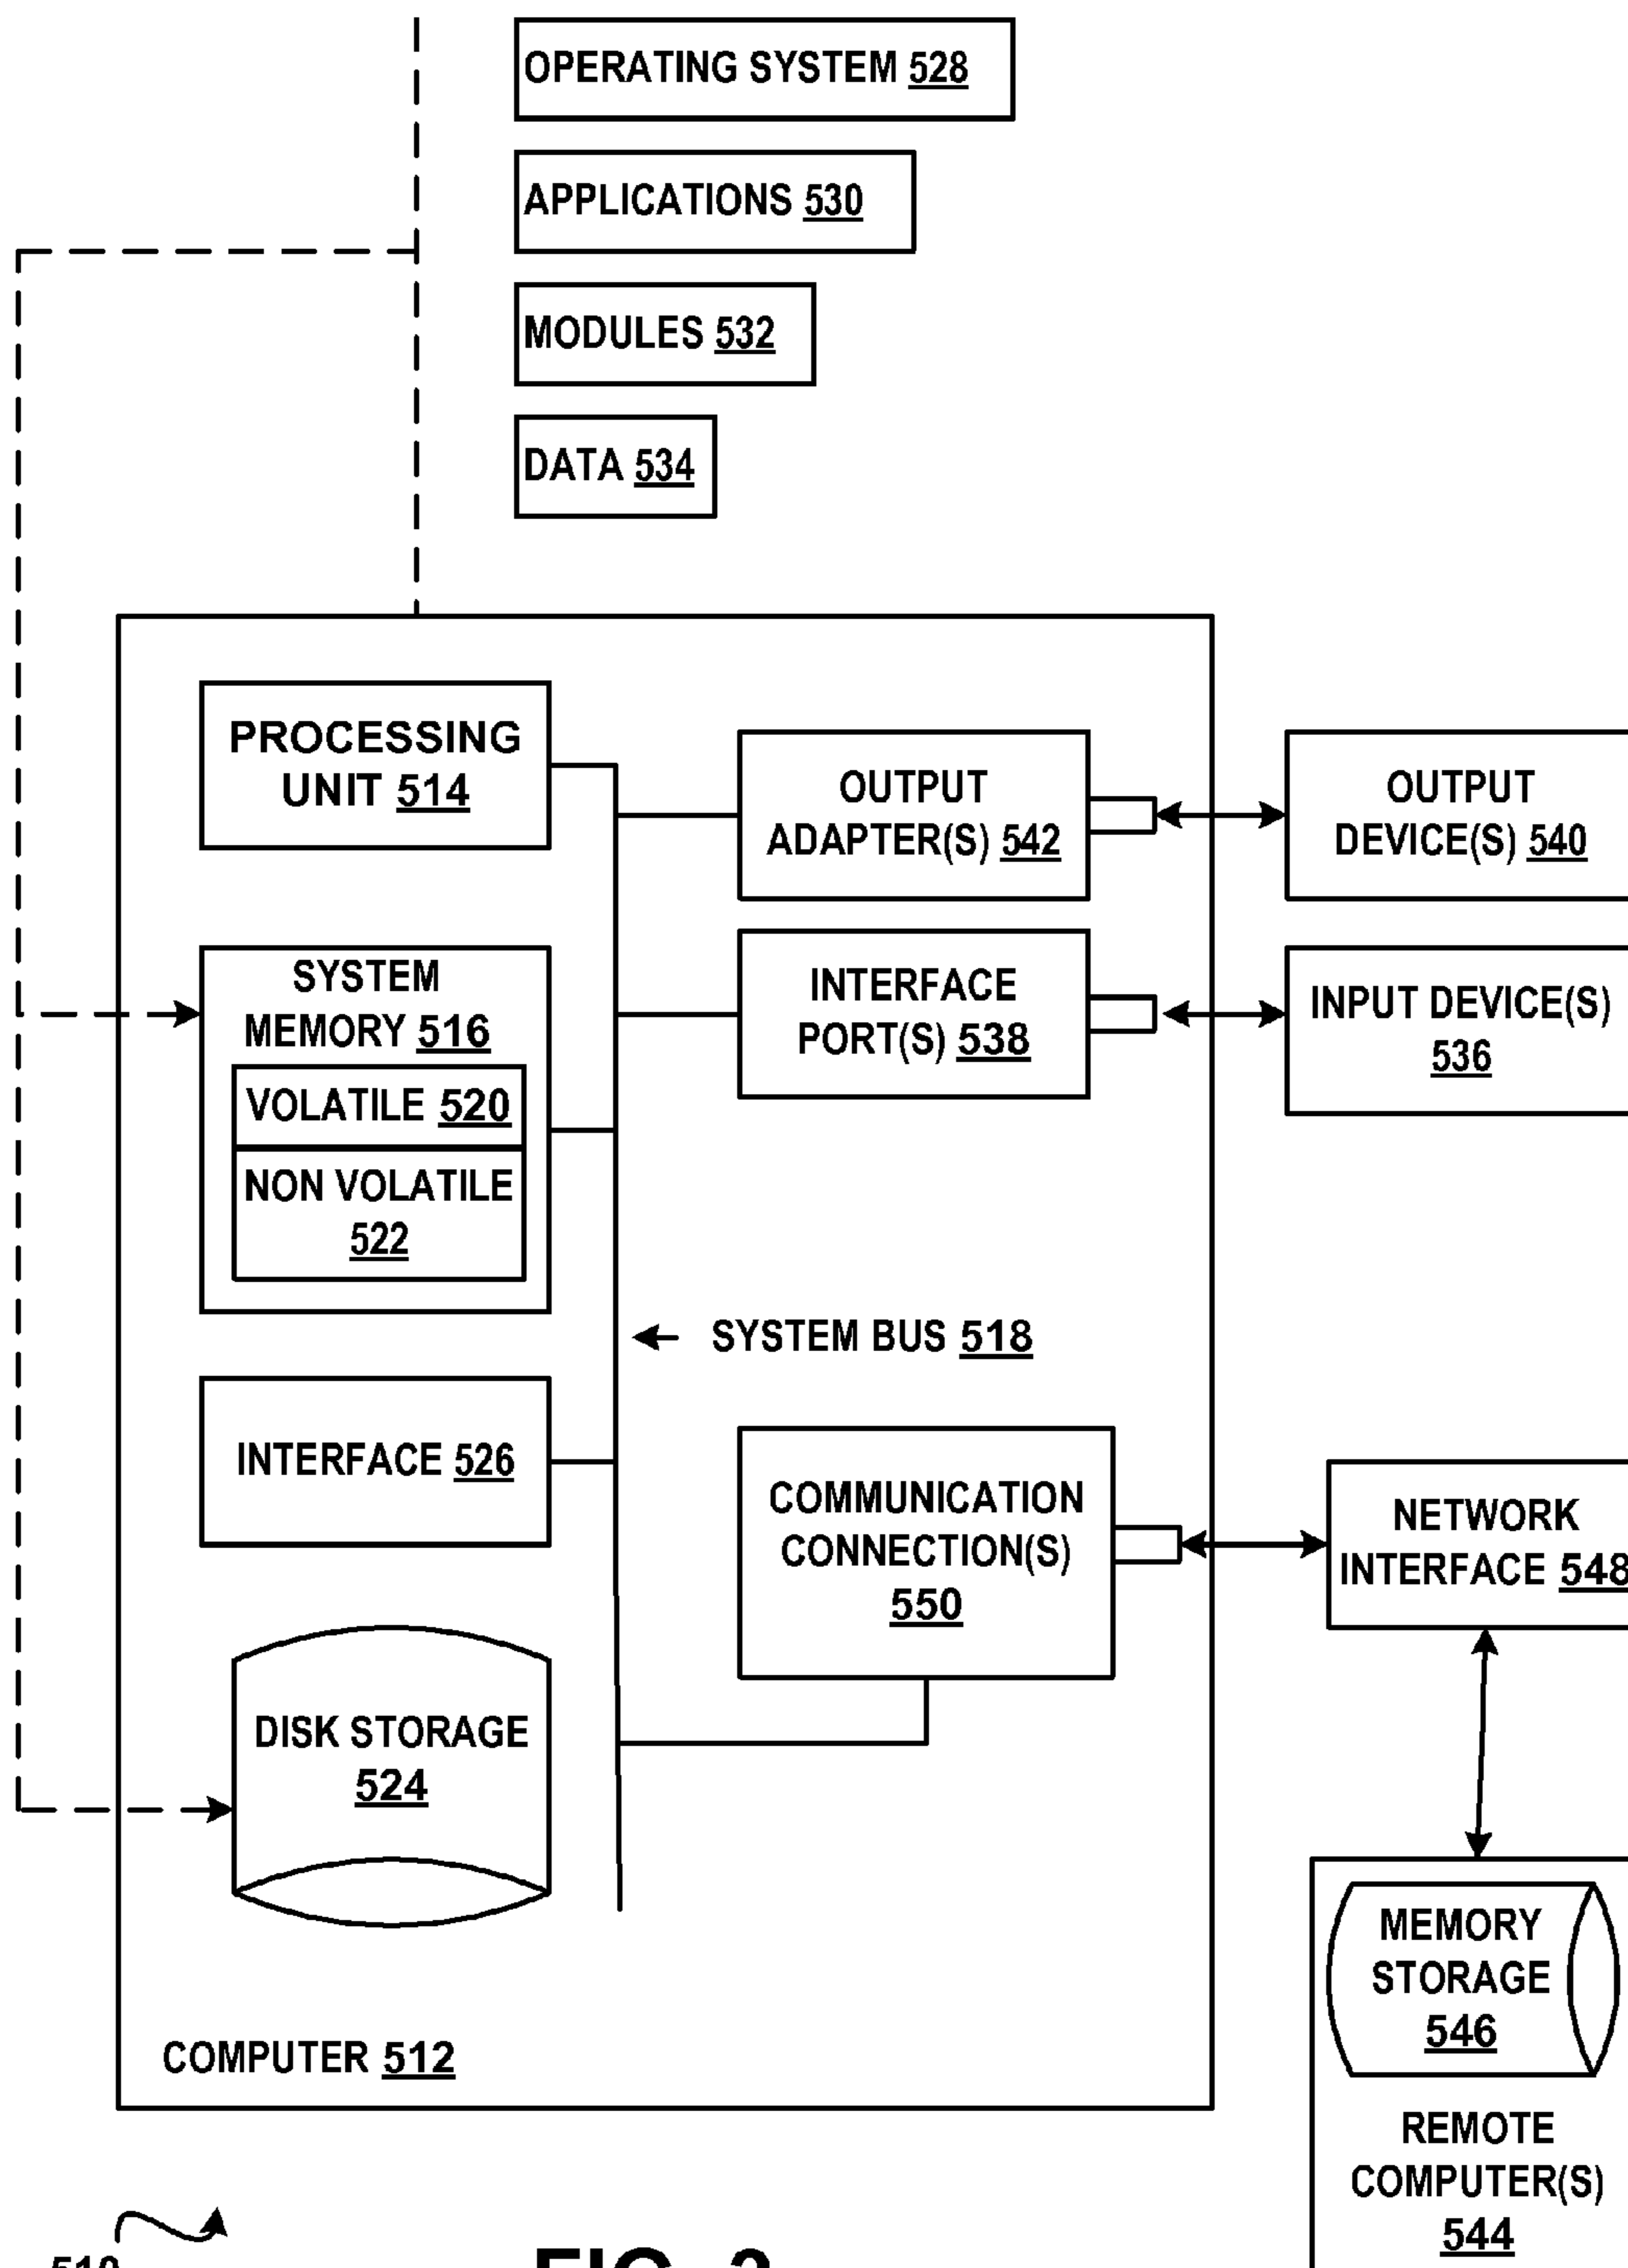 OPERATING SYSTEM 528
APPLICATIONS 530
MODULES 532
DATA 534
PROCESSING
UNIT 514
OUTPUT
ADAPTER(S) 542
OUTPUT
DEVICE(S) 540
SYSTEM
MEMORY 516
VOLATILE 520
NON VOLATILE
522
INTERFACE
PORT(S) 538
INPUT DEVICE(S)
536
SYSTEM BUS 518
INTERFACE 526
COMMUNICATION
CONNECTION(S)
550
NETWORK
INTERFACE 548
DISK STORAGE
524
MEMORY
STORAGE
546
REMOTE
COMPUTER(S)
544
COMPUTER 512
FIG.